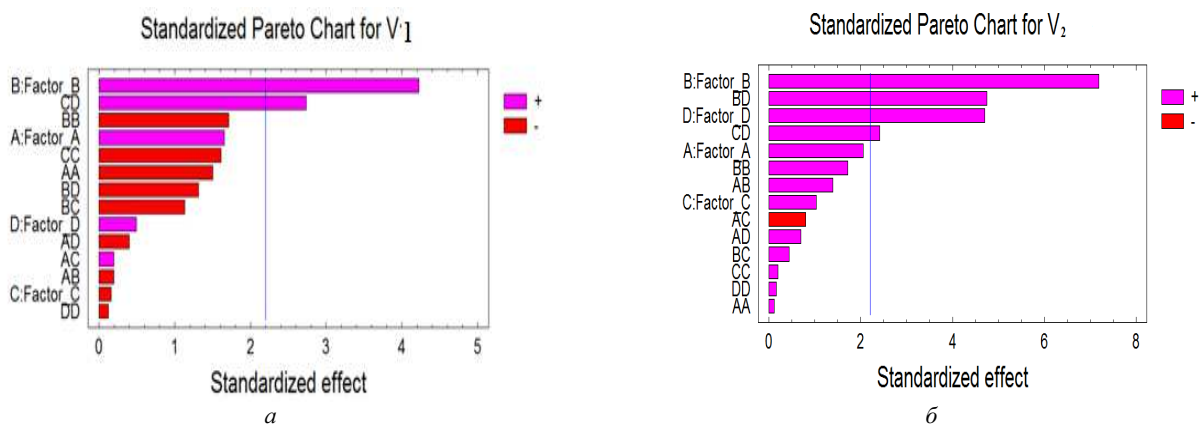 Standardized Pareto Chart for V1
B:Factor_B
CD
BB
A:Factor_A
CC
AA
BD
BC
D:Factor_D
AD
AC
AB
C:Factor_C
DD
0 1 2 3 4 5
Standardized effect
+
-
а
Standardized Pareto Chart for V₂
B:Factor_B
BD
D:Factor_D
CD
A:Factor_A
BB
AB
C:Factor_C
AC
AD
BC
CC
DD
AA
0 2 4 6 8
Standardized effect
+
-
б